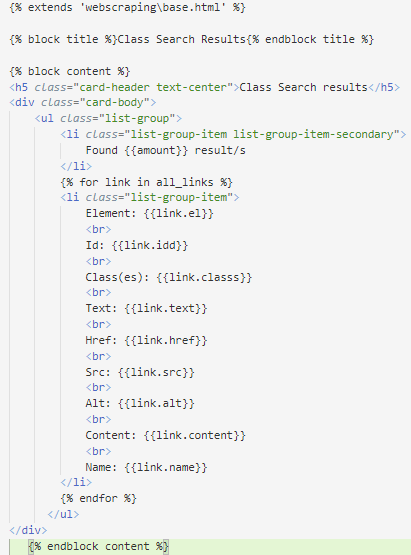 {% extends 'webscraping\base.html' %}
{% block title %}Class Search Results{% endblock title %}
{% block content %}
<h5 class="card-header text-center">Class Search results</h5>
<div class="card-body">
<ul class="list-group">
<li class="list-group-item list-group-item-secondary">
Found {{amount}} result/s
</li>
{% for link in all_links %}
<li class="list-group-item">
Element: {{link.el}}
<br>
Id: {{link.idd}}
<br>
Class(es): {{link.classs}}
<br>
Text: {{link.text}}
<br>
Href: {{link.href}}
<br>
Src: {{link.src}}
<br>
Alt: {{link.alt}}
<br>
Content: {{link.content}}
<br>
Name: {{link.name}}
</li>
{% endfor %}
</ul>
</div>
{% endblock content %}